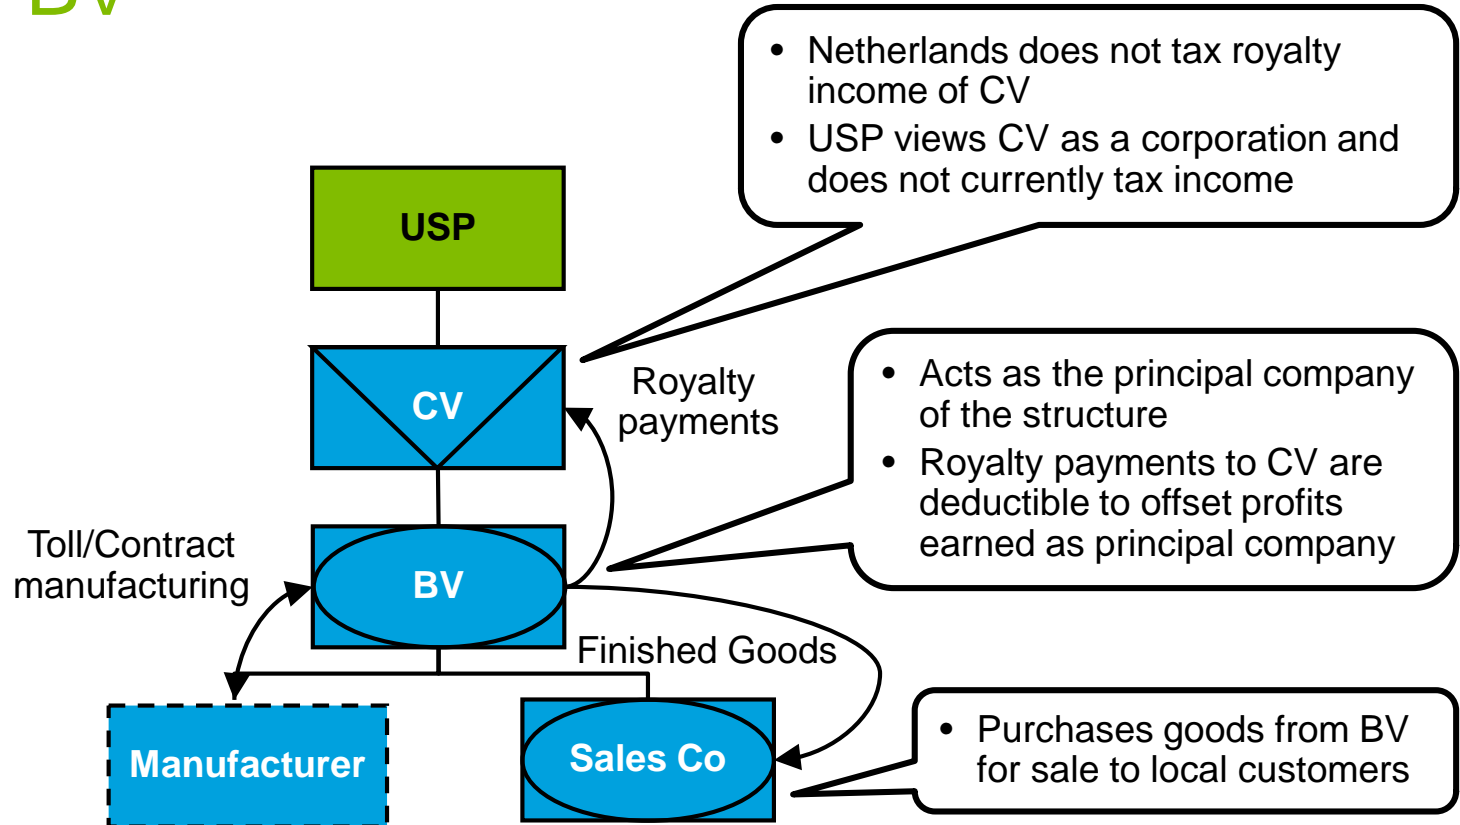 BV
• Netherlands does not tax royalty
income of CV
• USP views CV as a corporation and
does not currently tax income
USP
CV
Royalty
payments
• Acts as the principal company
of the structure
• Royalty payments to CV are
deductible to offset profits
earned as principal company
Toll/Contract
manufacturing
BV
Finished Goods
Manufacturer
Sales Co
• Purchases goods from BV
for sale to local customers